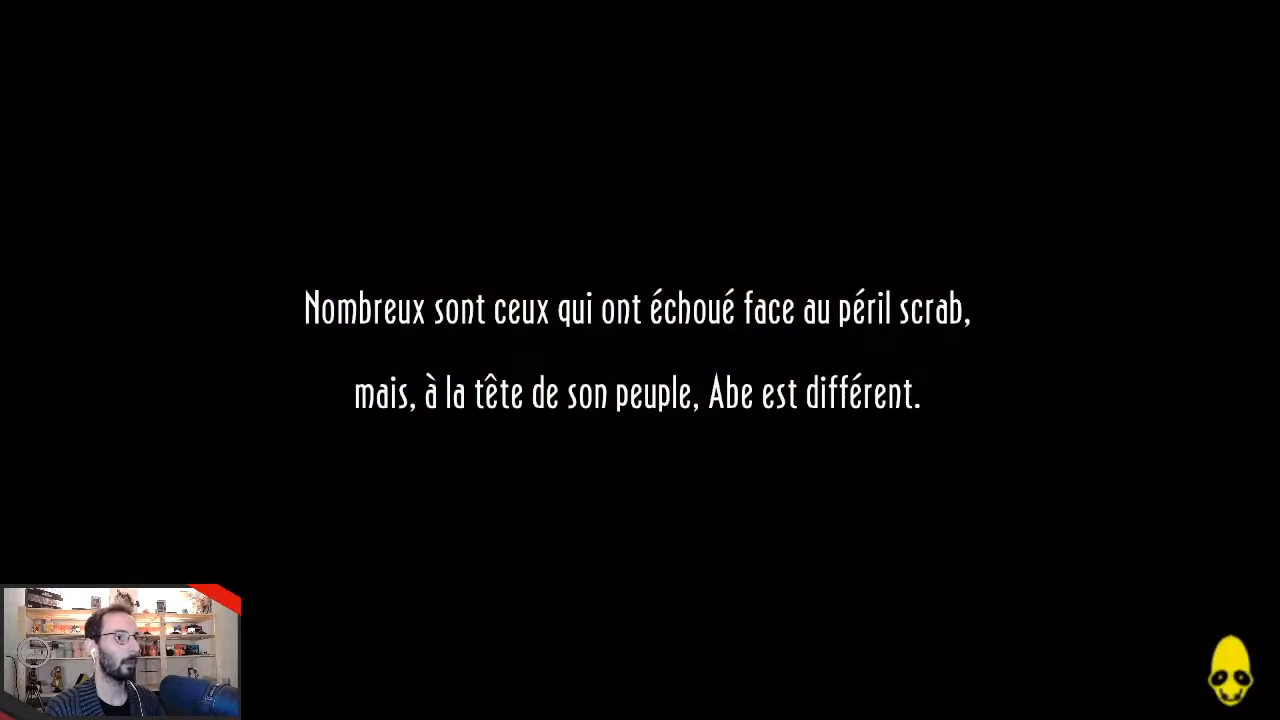 Nombreux sont ceux qui ont échoué face au péril scrab,
mais, à la tête de son peuple, Abe est différent.